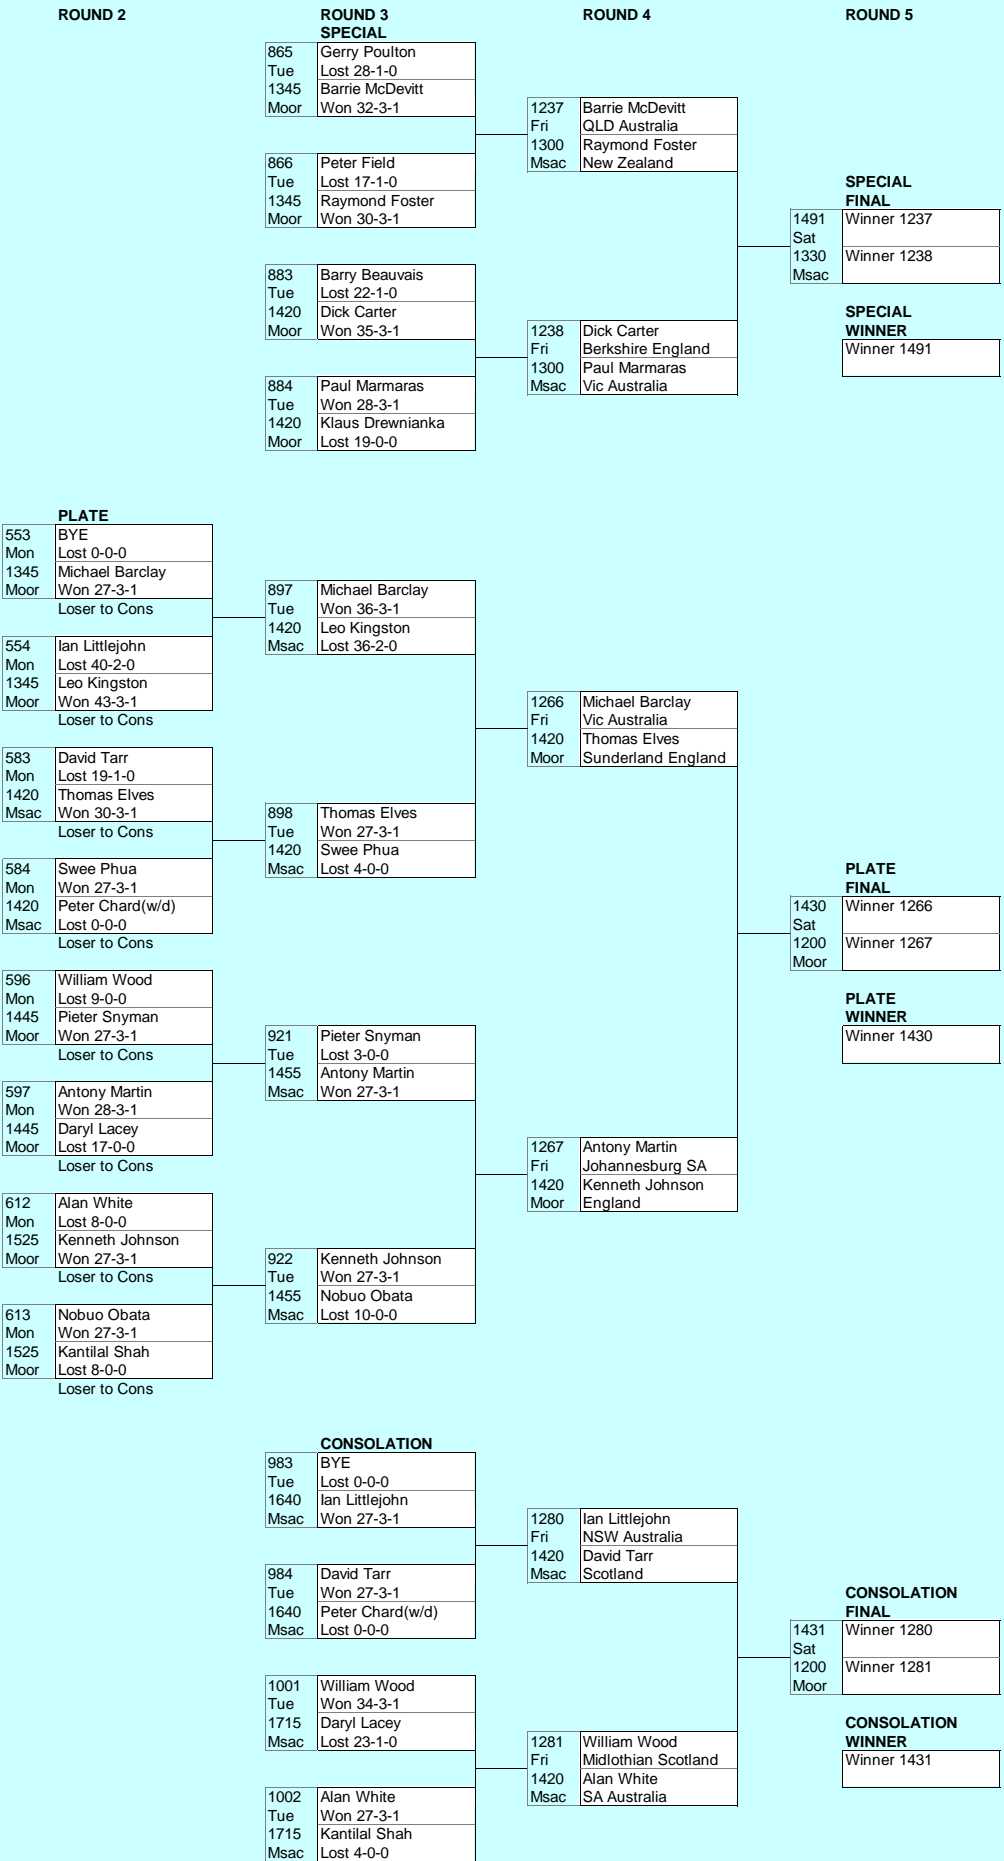 ROUND 2 ROUND 3 ROUND 4 ROUND 5
SPECIAL
865 Gerry Poulton
Tue Lost 28-1-0
1345 Barrie McDevitt
Moor Won 32-3-1
1237 Barrie McDevitt
Fri QLD Australia
1300 Raymond Foster
Msac New Zealand
866 Peter Field
Tue Lost 17-1-0
1345 Raymond Foster
Moor Won 30-3-1
SPECIAL
FINAL
1491 Winner 1237
Sat
1330 Winner 1238
Msac
883 Barry Beauvais
Tue Lost 22-1-0
1420 Dick Carter
Moor Won 35-3-1
SPECIAL
WINNER
Winner 1491
1238 Dick Carter
Fri Berkshire England
1300 Paul Marmaras
Msac Vic Australia
884 Paul Marmaras
Tue Won 28-3-1
1420 Klaus Drewnianka
Moor Lost 19-0-0
PLATE
553 BYE
Mon Lost 0-0-0
1345 Michael Barclay
Moor Won 27-3-1
Loser to Cons
897 Michael Barclay
Tue Won 36-3-1
1420 Leo Kingston
Msac Lost 36-2-0
554 Ian Littlejohn
Mon Lost 40-2-0
1345 Leo Kingston
Moor Won 43-3-1
Loser to Cons
1266 Michael Barclay
Fri Vic Australia
1420 Thomas Elves
Moor Sunderland England
583 David Tarr
Mon Lost 19-1-0
1420 Thomas Elves
Msac Won 30-3-1
Loser to Cons
898 Thomas Elves
Tue Won 27-3-1
1420 Swee Phua
Msac Lost 4-0-0
584 Swee Phua
Mon Won 27-3-1
1420 Peter Chard(w/d)
Msac Lost 0-0-0
Loser to Cons
PLATE
FINAL
1430 Winner 1266
Sat
1200 Winner 1267
Moor
596 William Wood
Mon Lost 9-0-0
1445 Pieter Snyman
Moor Won 27-3-1
Loser to Cons
PLATE
WINNER
Winner 1430
921 Pieter Snyman
Tue Lost 3-0-0
1455 Antony Martin
Msac Won 27-3-1
597 Antony Martin
Mon Won 28-3-1
1445 Daryl Lacey
Moor Lost 17-0-0
Loser to Cons
1267 Antony Martin
Fri Johannesburg SA
1420 Kenneth Johnson
Moor England
612 Alan White
Mon Lost 8-0-0
1525 Kenneth Johnson
Moor Won 27-3-1
Loser to Cons
922 Kenneth Johnson
Tue Won 27-3-1
1455 Nobuo Obata
Msac Lost 10-0-0
613 Nobuo Obata
Mon Won 27-3-1
1525 Kantilal Shah
Moor Lost 8-0-0
Loser to Cons
CONSOLATION
983 BYE
Tue Lost 0-0-0
1640 Ian Littlejohn
Msac Won 27-3-1
1280 Ian Littlejohn
Fri NSW Australia
1420 David Tarr
Msac Scotland
984 David Tarr
Tue Won 27-3-1
1640 Peter Chard(w/d)
Msac Lost 0-0-0
CONSOLATION
FINAL
1431 Winner 1280
Sat
1200 Winner 1281
Moor
1001 William Wood
Tue Won 34-3-1
1715 Daryl Lacey
Msac Lost 23-1-0
CONSOLATION
WINNER
Winner 1431
1281 William Wood
Fri Midlothian Scotland
1420 Alan White
Msac SA Australia
1002 Alan White
Tue Won 27-3-1
1715 Kantilal Shah
Msac Lost 4-0-0